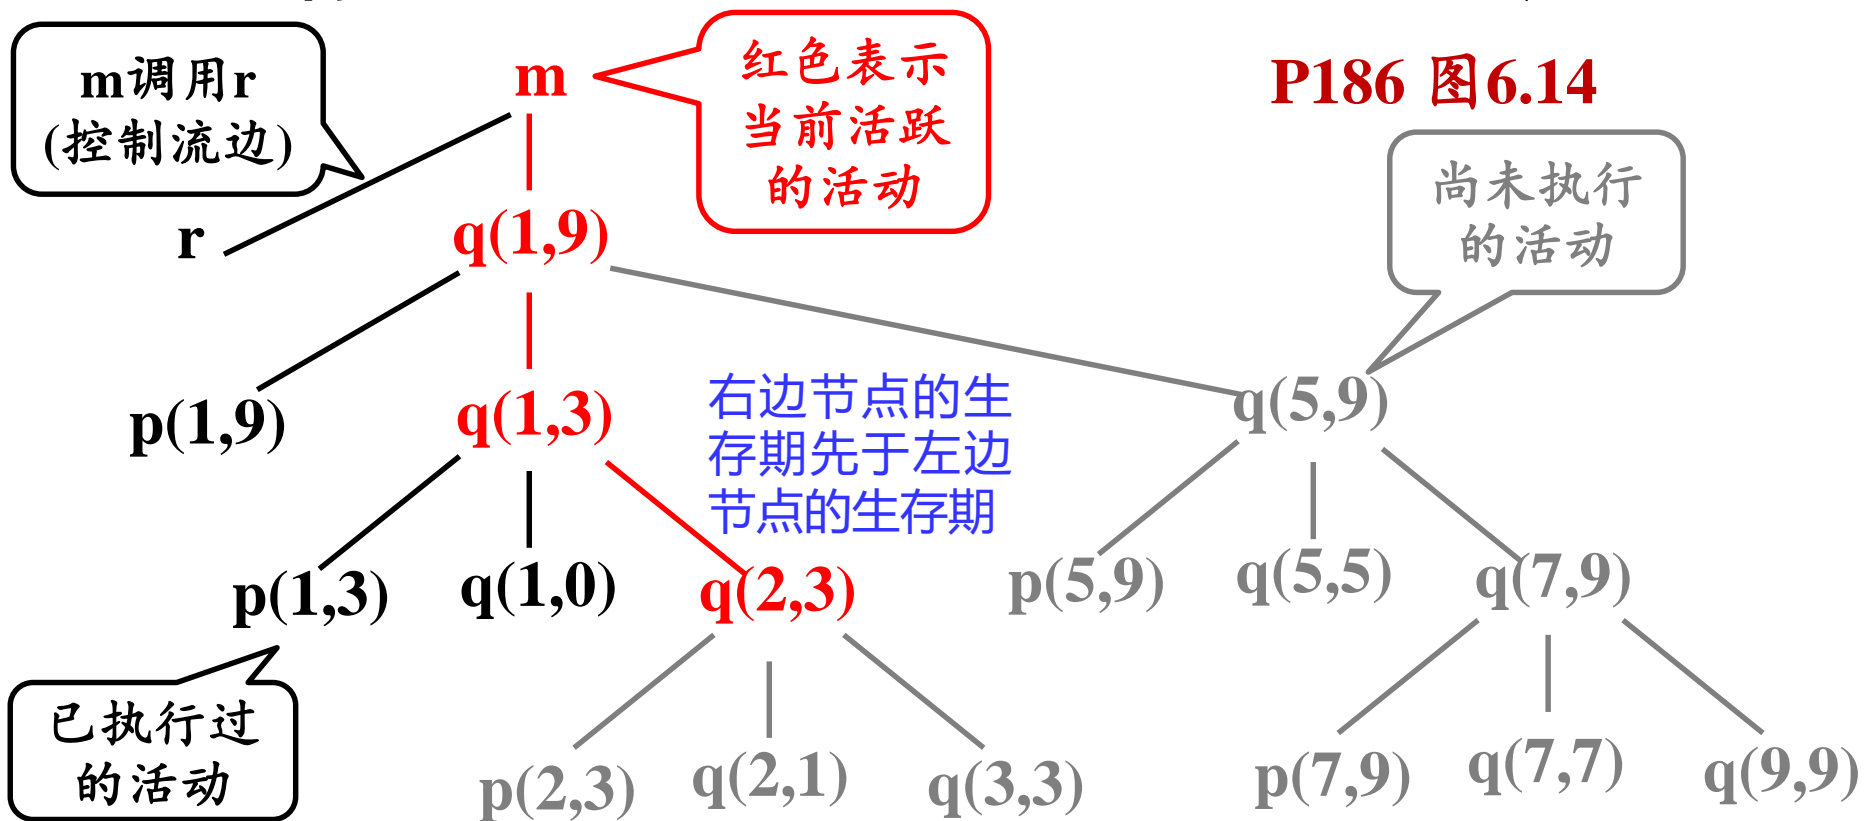 m调用r
(控制流边)
m
红色表示
当前活跃
的活动
P186 图6.14
尚未执行
的活动
r
q(1,9)
p(1,9)
q(1,3)
右边节点的生
存期先于左边
节点的生存期
q(5,9)
p(1,3)
q(1,0)
q(2,3)
p(5,9)
q(5,5)
q(7,9)
已执行过
的活动
p(2,3)
q(2,1)
q(3,3)
p(7,9)
q(7,7)
q(9,9)